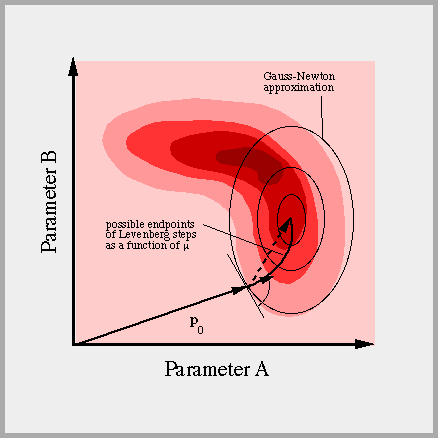 Gauss-Newton
approximation
Parameter B
possible endpoints
of Levenberg steps
as a function of μ
p0
Parameter A